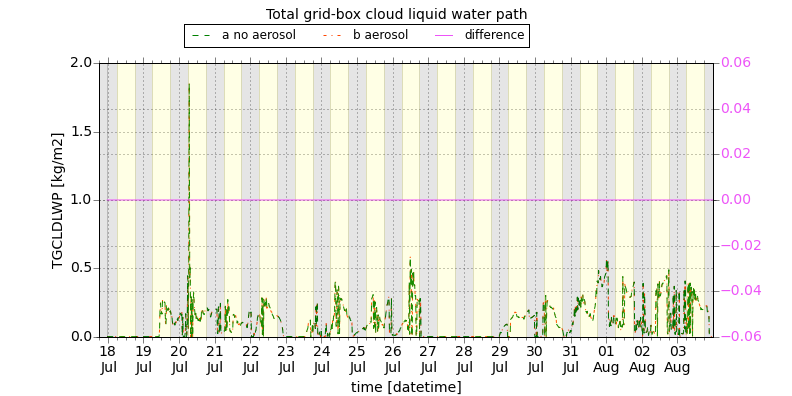 Total grid-box cloud liquid water path
a no aerosol b aerosol difference
2.0 0.06
0.04
1.5
0.02
1.0 0.00
−0.02
0.5
−0.04
0.0 −0.06
TGCLDLWP [kg/m2]
18 19 20 21 22 23 24 25 26 27 28 29 30 31 01 02 03
Jul Jul Jul Jul Jul Jul Jul Jul Jul Jul Jul Jul Jul Jul Aug Aug Aug
time [datetime]